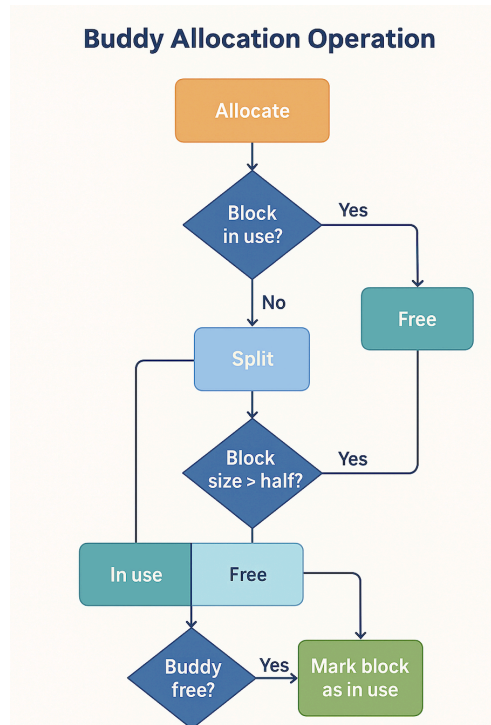 Buddy Allocation Operation
Allocate
Block
in use?
Yes
No
Free
Split
Block
size > half?
Yes
In use
Free
Buddy
free?
Yes
Mark block
as in use